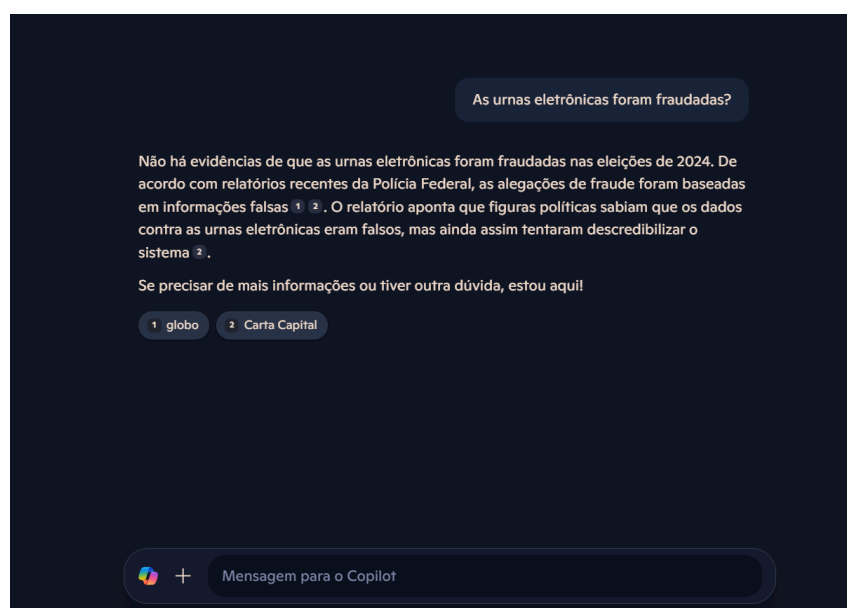 As urnas eletrônicas foram fraudadas?
Não há evidências de que as urnas eletrônicas foram fraudadas nas eleições de 2024. De
acordo com relatórios recentes da Polícia Federal, as alegações de fraude foram baseadas
em informações falsas 1 2 . O relatório aponta que figuras políticas sabiam que os dados
contra as urnas eletrônicas eram falsos, mas ainda assim tentaram descredibilizar o
sistema 2 .
Se precisar de mais informações ou tiver outra dúvida, estou aqui!
1 globo 2 Carta Capital
Mensagem para o Copilot